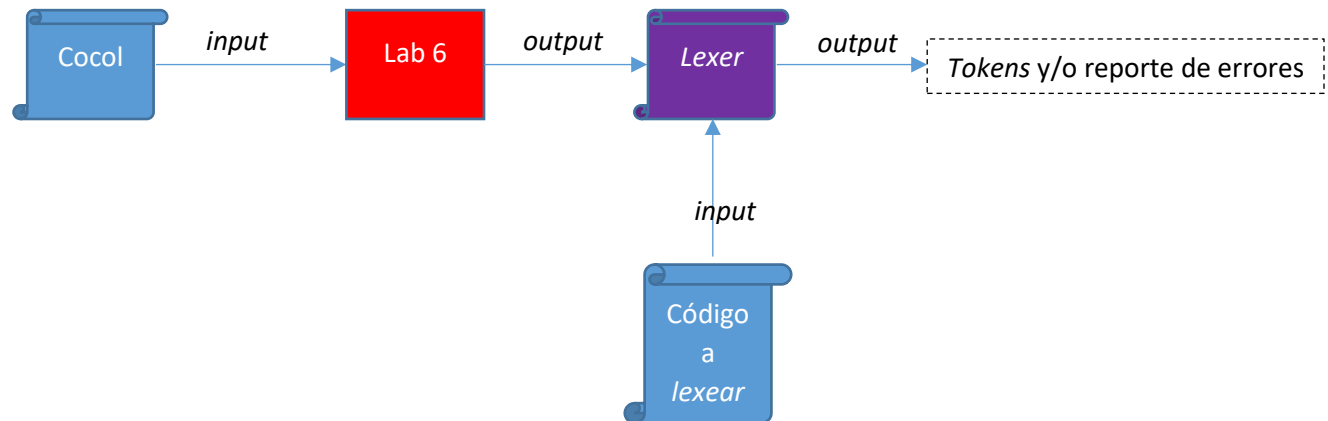 Cocol
input
Lab 6
output
Lexer
output
Tokens y/o reporte de errores
input
Código
a
lexear